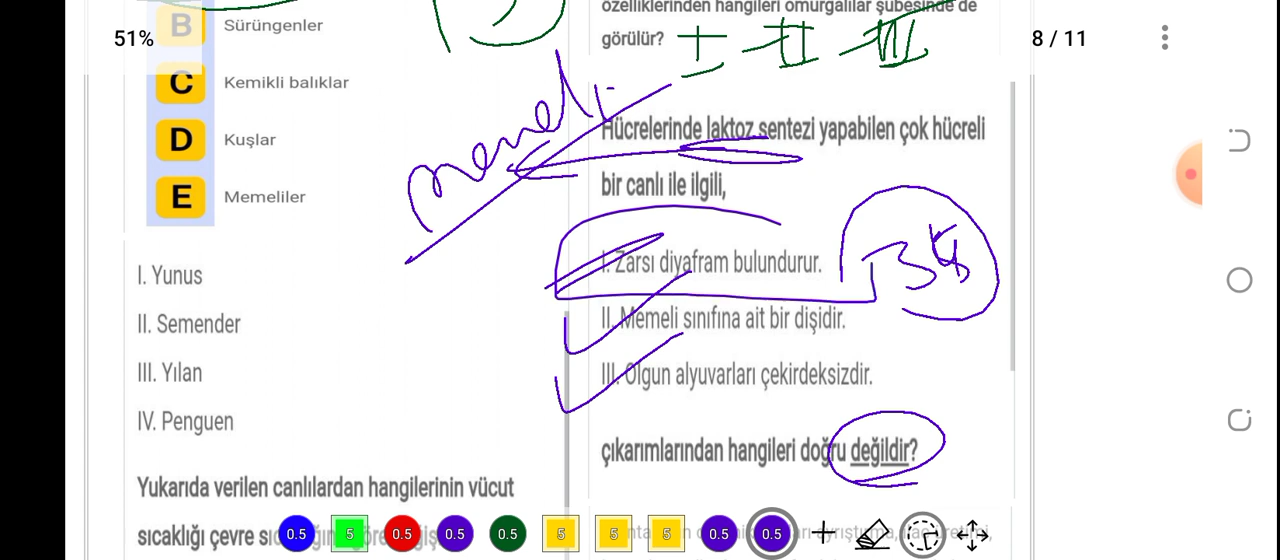 B Sürüngenler
C Kemikli balıklar
D Kuşlar
E Memeliler
I. Yunus
II. Semender
III. Yılan
IV. Penguen
Yukarıda verilen canlılardan hangilerinin vücut
sıcaklığı çevre
51%
özelliklerinden hangileri omurgalılar şubesinde de
görülür? I II III
8 / 11
memeli
Hücrelerinde laktoz sentezi yapabilen çok hücreli
bir canlı ile ilgili,
I. Zarsı diyafram bulundurur.
II. Memeli sınıfına ait bir dişidir.
III. Olgun alyuvarları çekirdeksizdir.
çıkarımlarından hangileri doğru değildir?
0.5 5 0.5 0.5 0.5 5 5 5 0.5 0.5